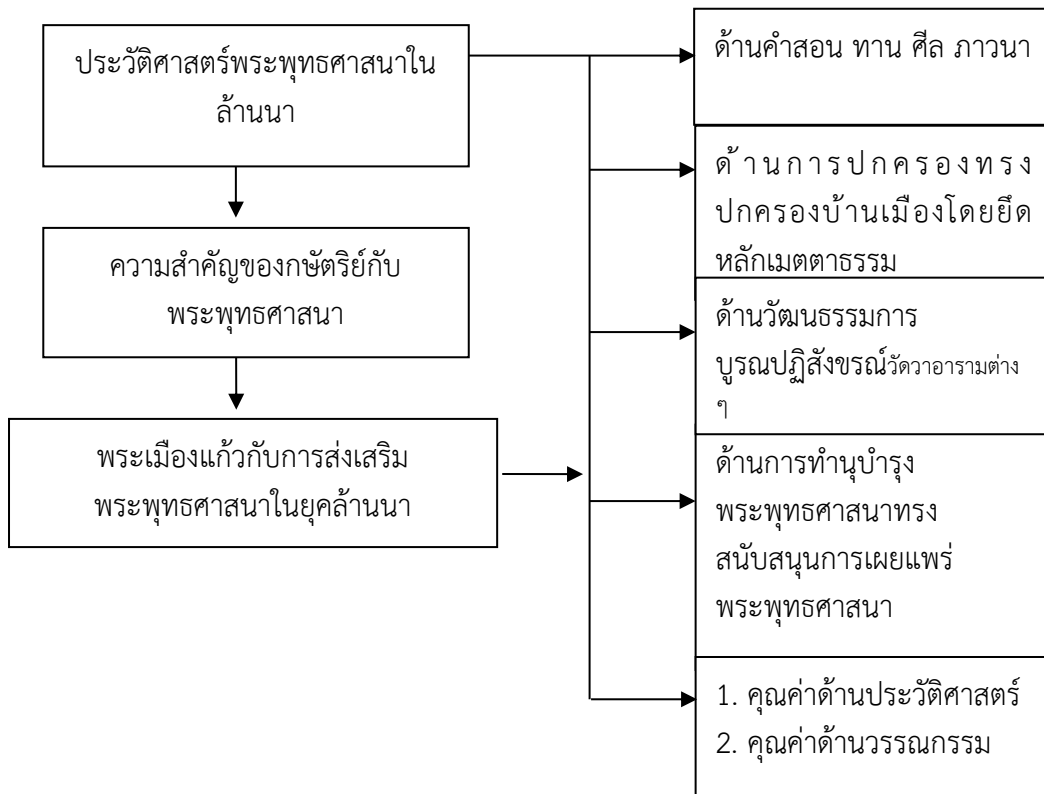 ประวัติศาสตร์พระพุทธศาสนาใน
ล้านนา
ความสำคัญของกษัตริย์กับ
พระพุทธศาสนา
พระเมืองแก้วกับการส่งเสริม
พระพุทธศาสนาในยุคล้านนา
ด้านคำสอน ทาน ศีล ภาวนา
ด้านการปกครองทรง
ปกครองบ้านเมืองโดยยึด
หลักเมตตาธรรม
ด้านวัฒนธรรมการ
บูรณปฏิสังขรณ์วัดวาอารามต่าง
ๆ
ด้านการทำนุบำรุง
พระพุทธศาสนาทรง
สนับสนุนการเผยแพร่
พระพุทธศาสนา
1. คุณค่าด้านประวัติศาสตร์
2. คุณค่าด้านวรรณกรรม